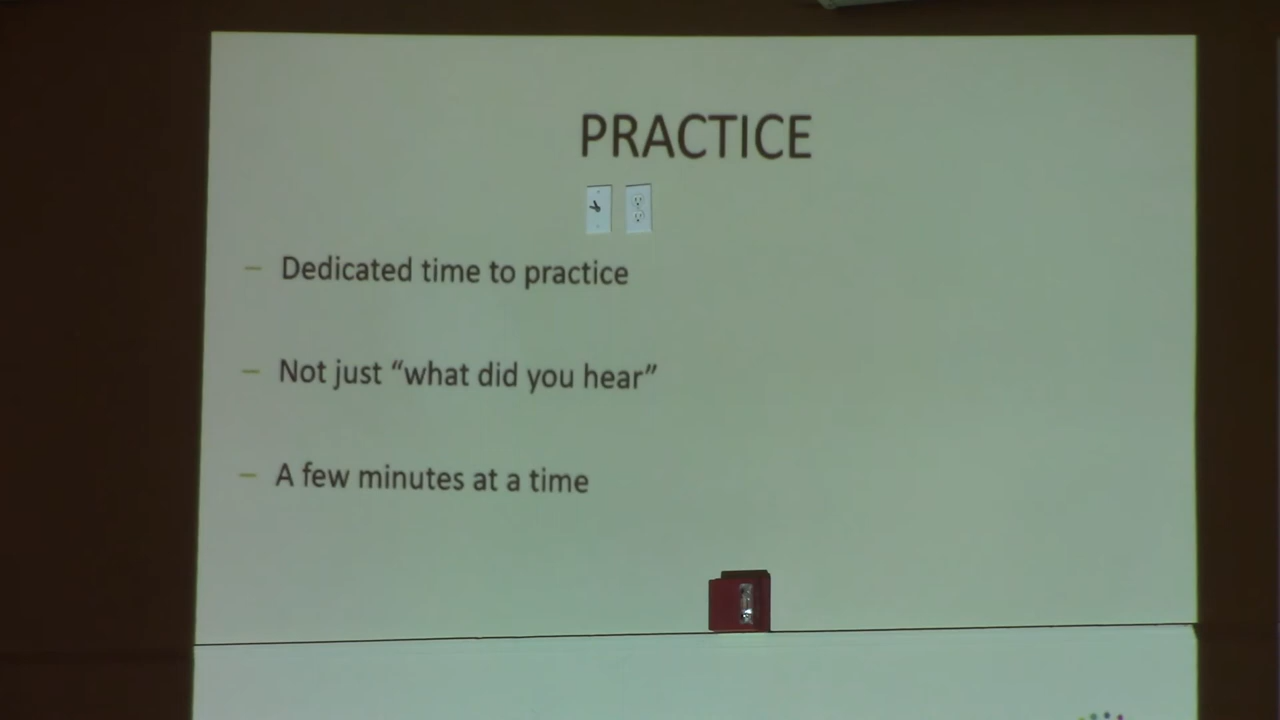 PRACTICE
– Dedicated time to practice
– Not just “what did you hear”
– A few minutes at a time